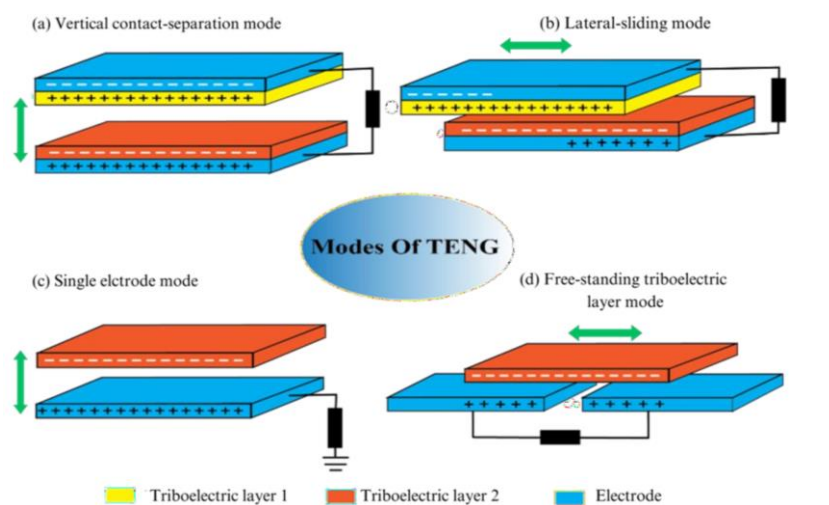 (a) Vertical contact-separation mode
(b) Lateral-sliding mode
Modes Of TENG
(c) Single elctrode mode
(d) Free-standing triboelectric
layer mode
Triboelectric layer 1
Triboelectric layer 2
Electrode